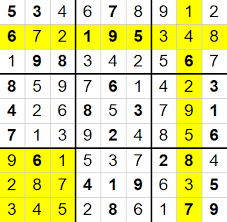 5 3 4 6 7 8 9 1 2
6 7 2 1 9 5 3 4 8
1 9 8 3 4 2 5 6 7
8 5 9 7 6 1 4 2 3
4 2 6 8 5 3 7 9 1
7 1 3 9 2 4 8 5 6
9 6 1 5 3 7 2 8 4
2 8 7 4 1 9 6 3 5
3 4 5 2 8 6 1 7 9